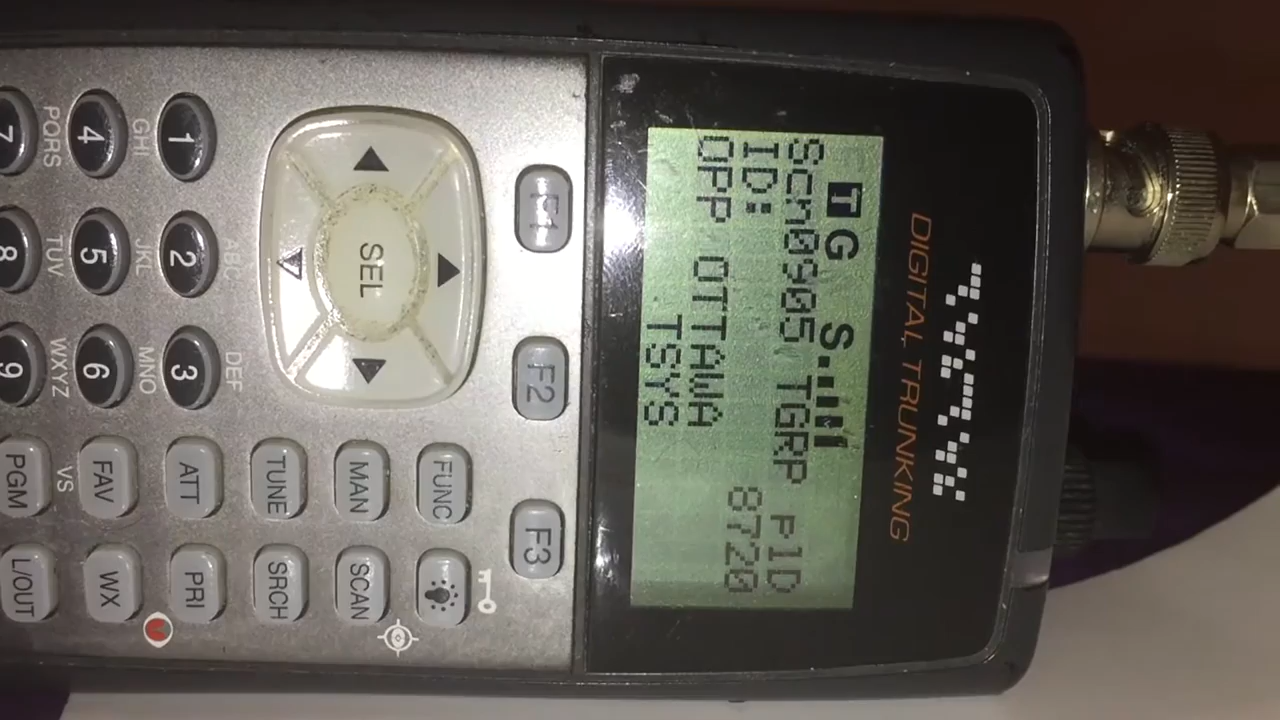 DIGITAL TRUNKING
T G S
Scn0905 TGRP P1D
ID: 8720
OPP OTTAWA
TSYS
F1 F2 F3
SEL
FUNC
MAN SCAN
TUNE SRCH
ABC DEF
1 2 3 ATT PRI
GHI JKL MNO
4 5 6 FAV WX
PQRS TUV WXYZ VS
7 8 9 PGM L/OUT